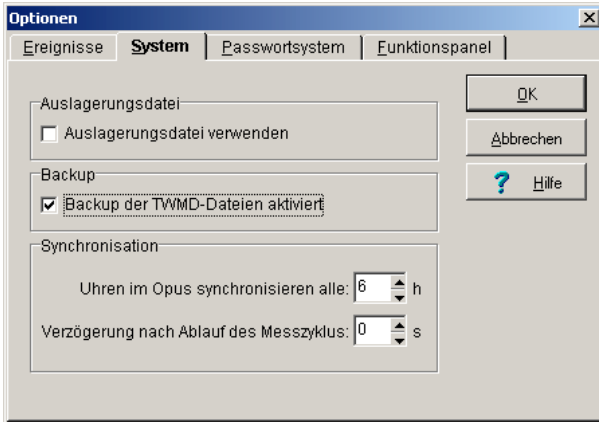 Optionen
Ereignisse System Passwortsystem Funktionspanel
OK
Auslagerungsdatei
Auslagerungsdatei verwenden
Abbrechen
Backup
? Hilfe
Backup der TWMD-Dateien aktiviert
Synchronisation
Uhren im Opus synchronisieren alle: 6 h
Verzögerung nach Ablauf des Messzyklus: 0 s